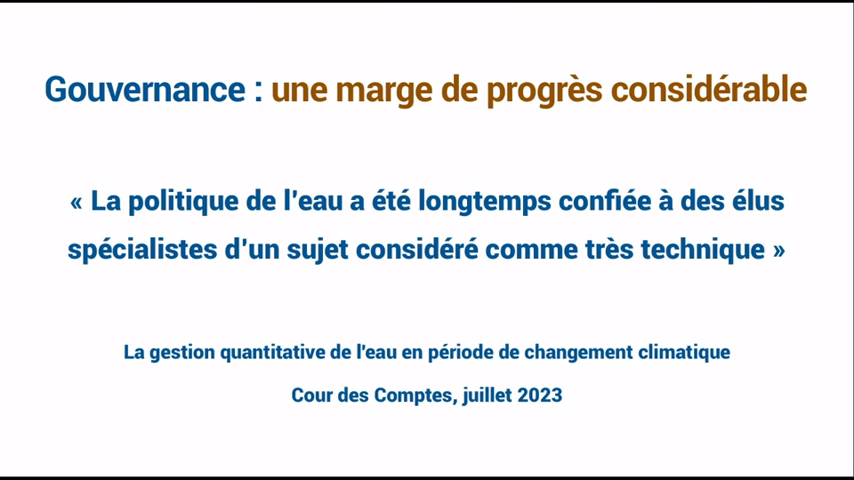 Gouvernance : une marge de progrès considérable
« La politique de l'eau a été longtemps confiée à des élus
spécialistes d'un sujet considéré comme très technique »
La gestion quantitative de l'eau en période de changement climatique
Cour des Comptes, juillet 2023